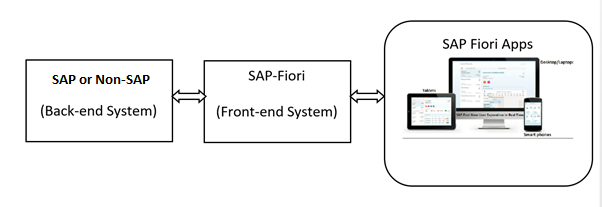 SAP or Non-SAP
(Back-end System)
SAP-Fiori
(Front-end System)
SAP Fiori Apps
Desktop/Laptop
tablets
Smart phones